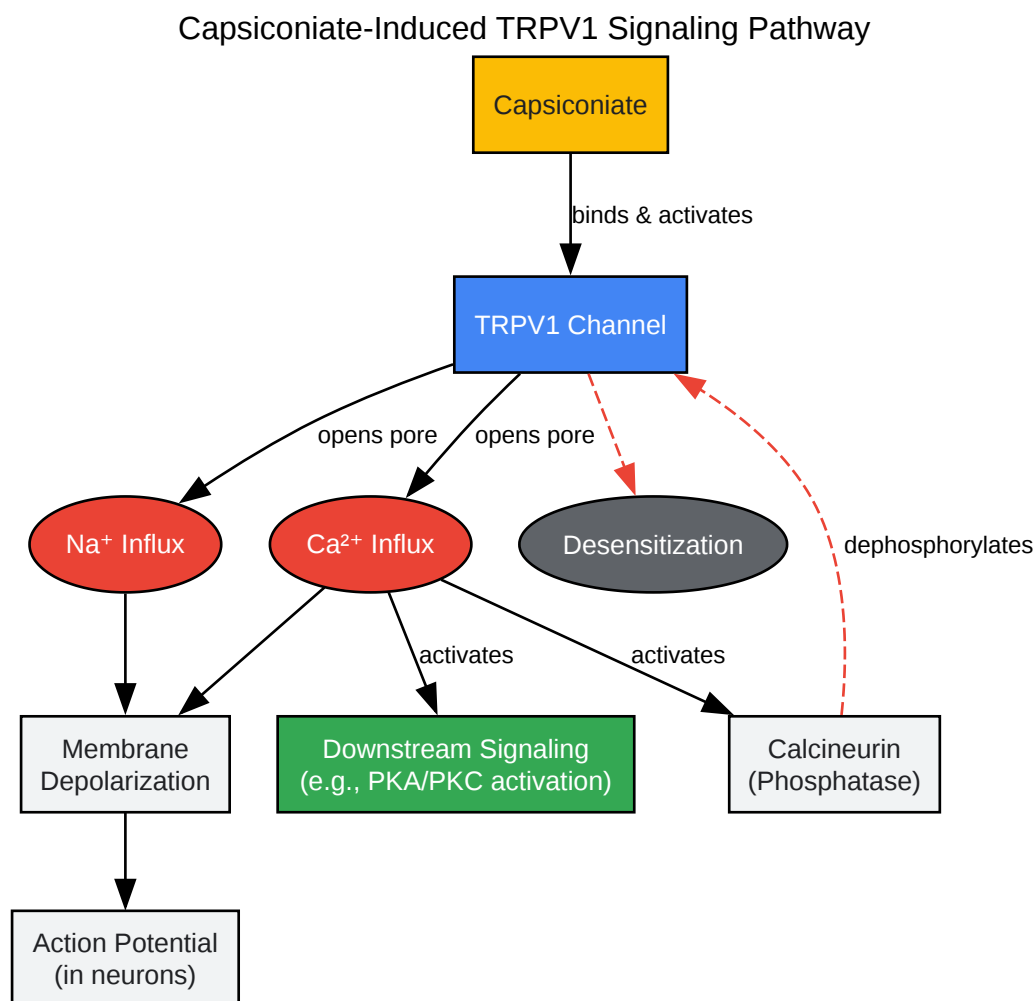 Capsiconiate-Induced TRPV1 Signaling Pathway
Capsiconiate
binds & activates
TRPV1 Channel
opens pore
opens pore
Na⁺ Influx
Ca²⁺ Influx
Desensitization
dephosphorylates
activates
activates
Membrane
Depolarization
Downstream Signaling
(e.g., PKA/PKC activation)
Calcineurin
(Phosphatase)
Action Potential
(in neurons)